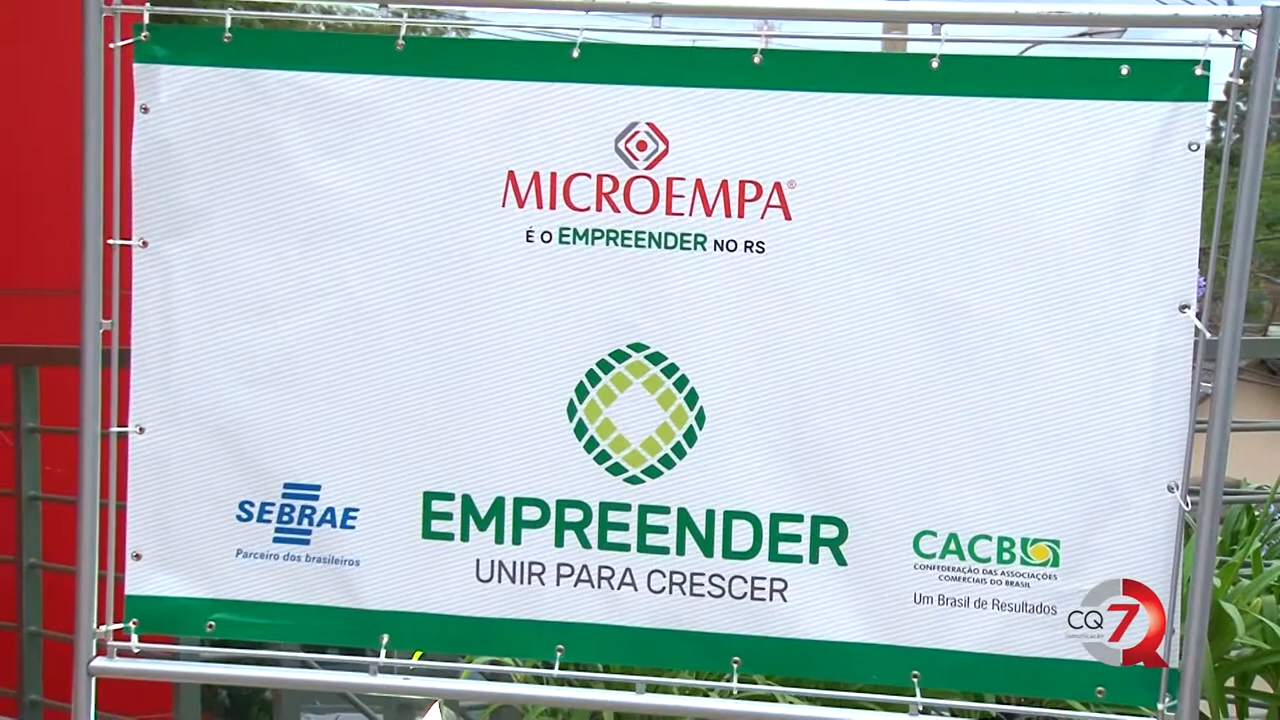 MICROEMPA®
É O EMPREENDER NO RS
SEBRAE
Parceiro dos brasileiros
EMPREENDER
UNIR PARA CRESCER
CACB
CONFEDERAÇÃO DAS ASSOCIAÇÕES
COMERCIAIS DO BRASIL
Um Brasil de Resultados
CQ7
comunicação